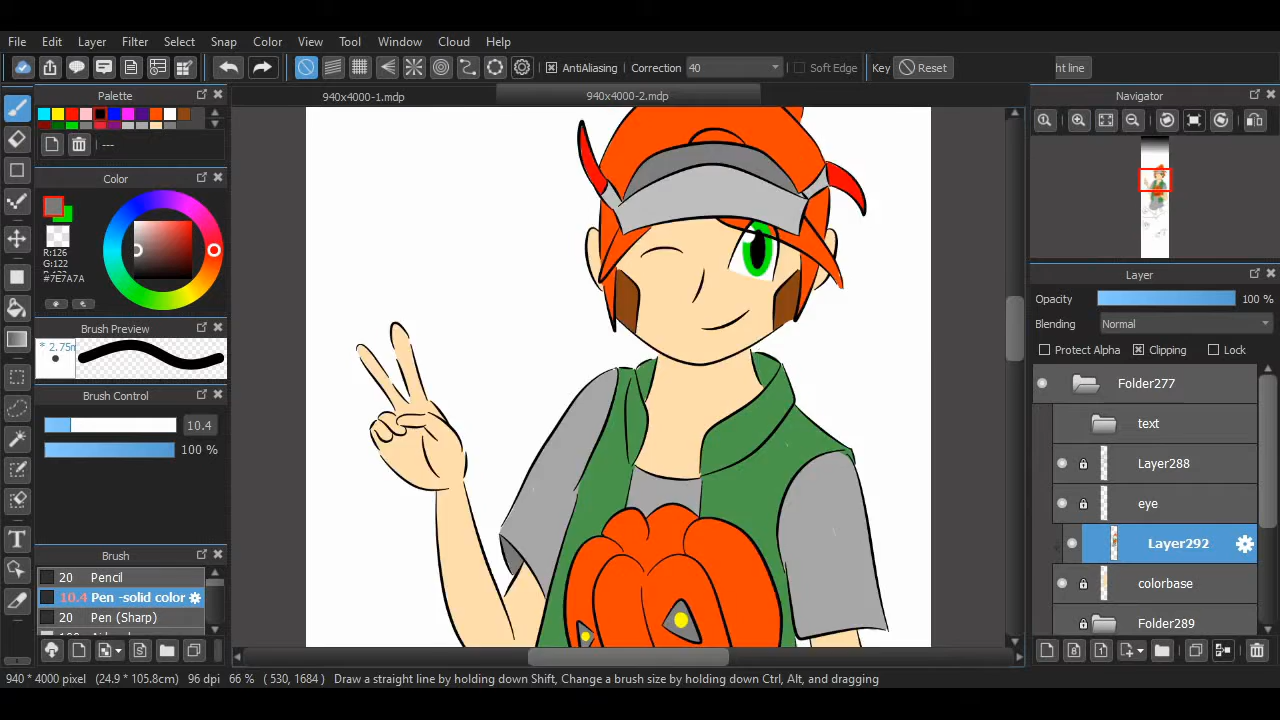 File Edit Layer Filter Select Snap Color View Tool Window Cloud Help
AntiAliasing Correction 40 Soft Edge Key Reset ht line
Palette
---
Color
R:126
G:122
#7E7A7A
Brush Preview
* 2.75m
Brush Control
10.4
100 %
Brush
20 Pencil
10.4 Pen -solid color
20 Pen (Sharp)
940x4000-1.mdp 940x4000-2.mdp
Navigator
Layer
Opacity 100 %
Blending Normal
Protect Alpha Clipping Lock
Folder277
text
Layer288
eye
Layer292
colorbase
Folder289
940 * 4000 pixel (24.9 * 105.8cm) 96 dpi 66 % ( 530, 1684 ) Draw a straight line by holding down Shift, Change a brush size by holding down Ctrl, Alt, and dragging